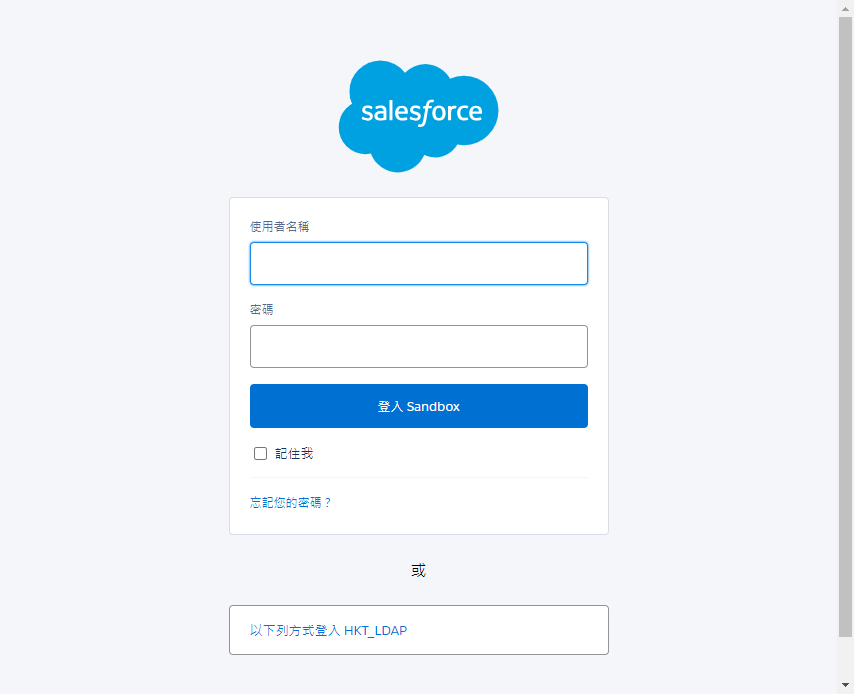 salesforce
使用者名稱
密碼
登入 Sandbox
記住我
忘記您的密碼？
或
以下列方式登入 HKT_LDAP